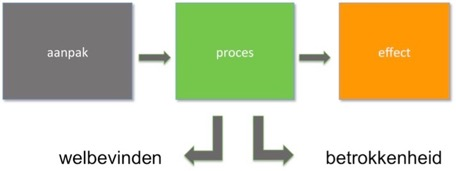 aanpak
proces
effect
welbevinden
betrokkenheid